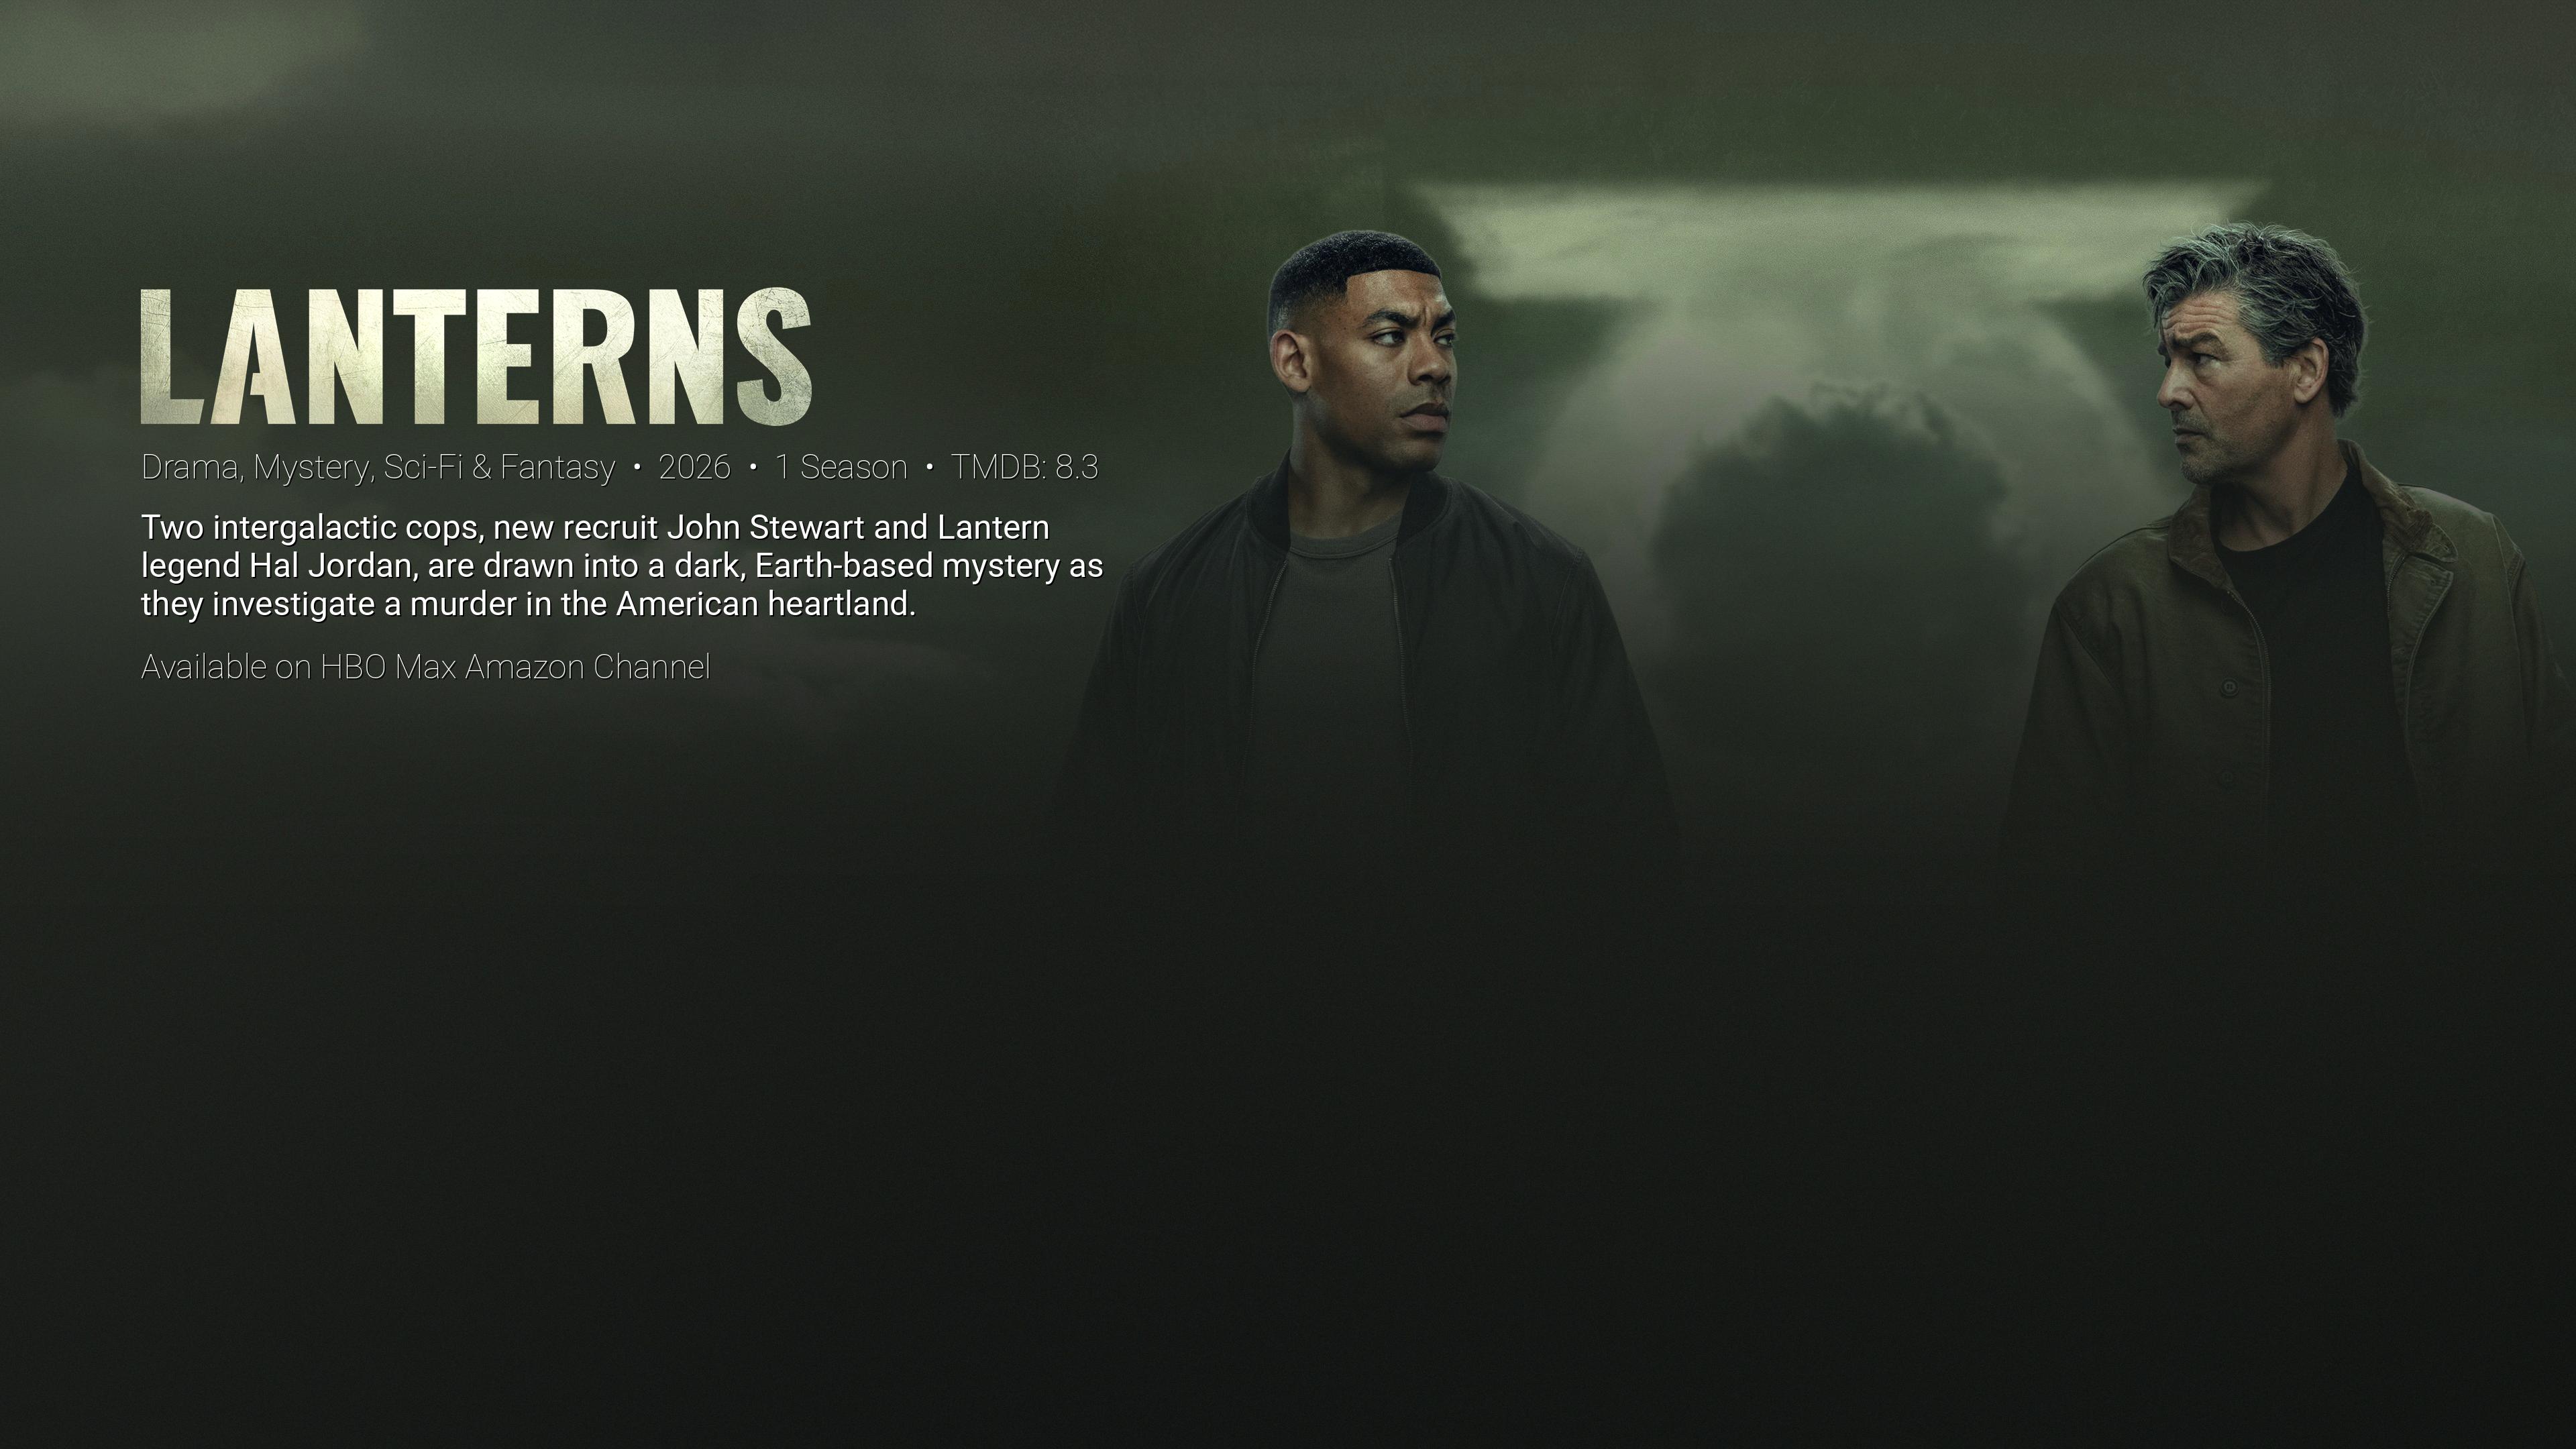 LANTERNS
Drama, Mystery, Sci-Fi & Fantasy • 2026 • 1 Season • TMDB: 8.3
Two intergalactic cops, new recruit John Stewart and Lantern
legend Hal Jordan, are drawn into a dark, Earth-based mystery as
they investigate a murder in the American heartland.
Available on HBO Max Amazon Channel